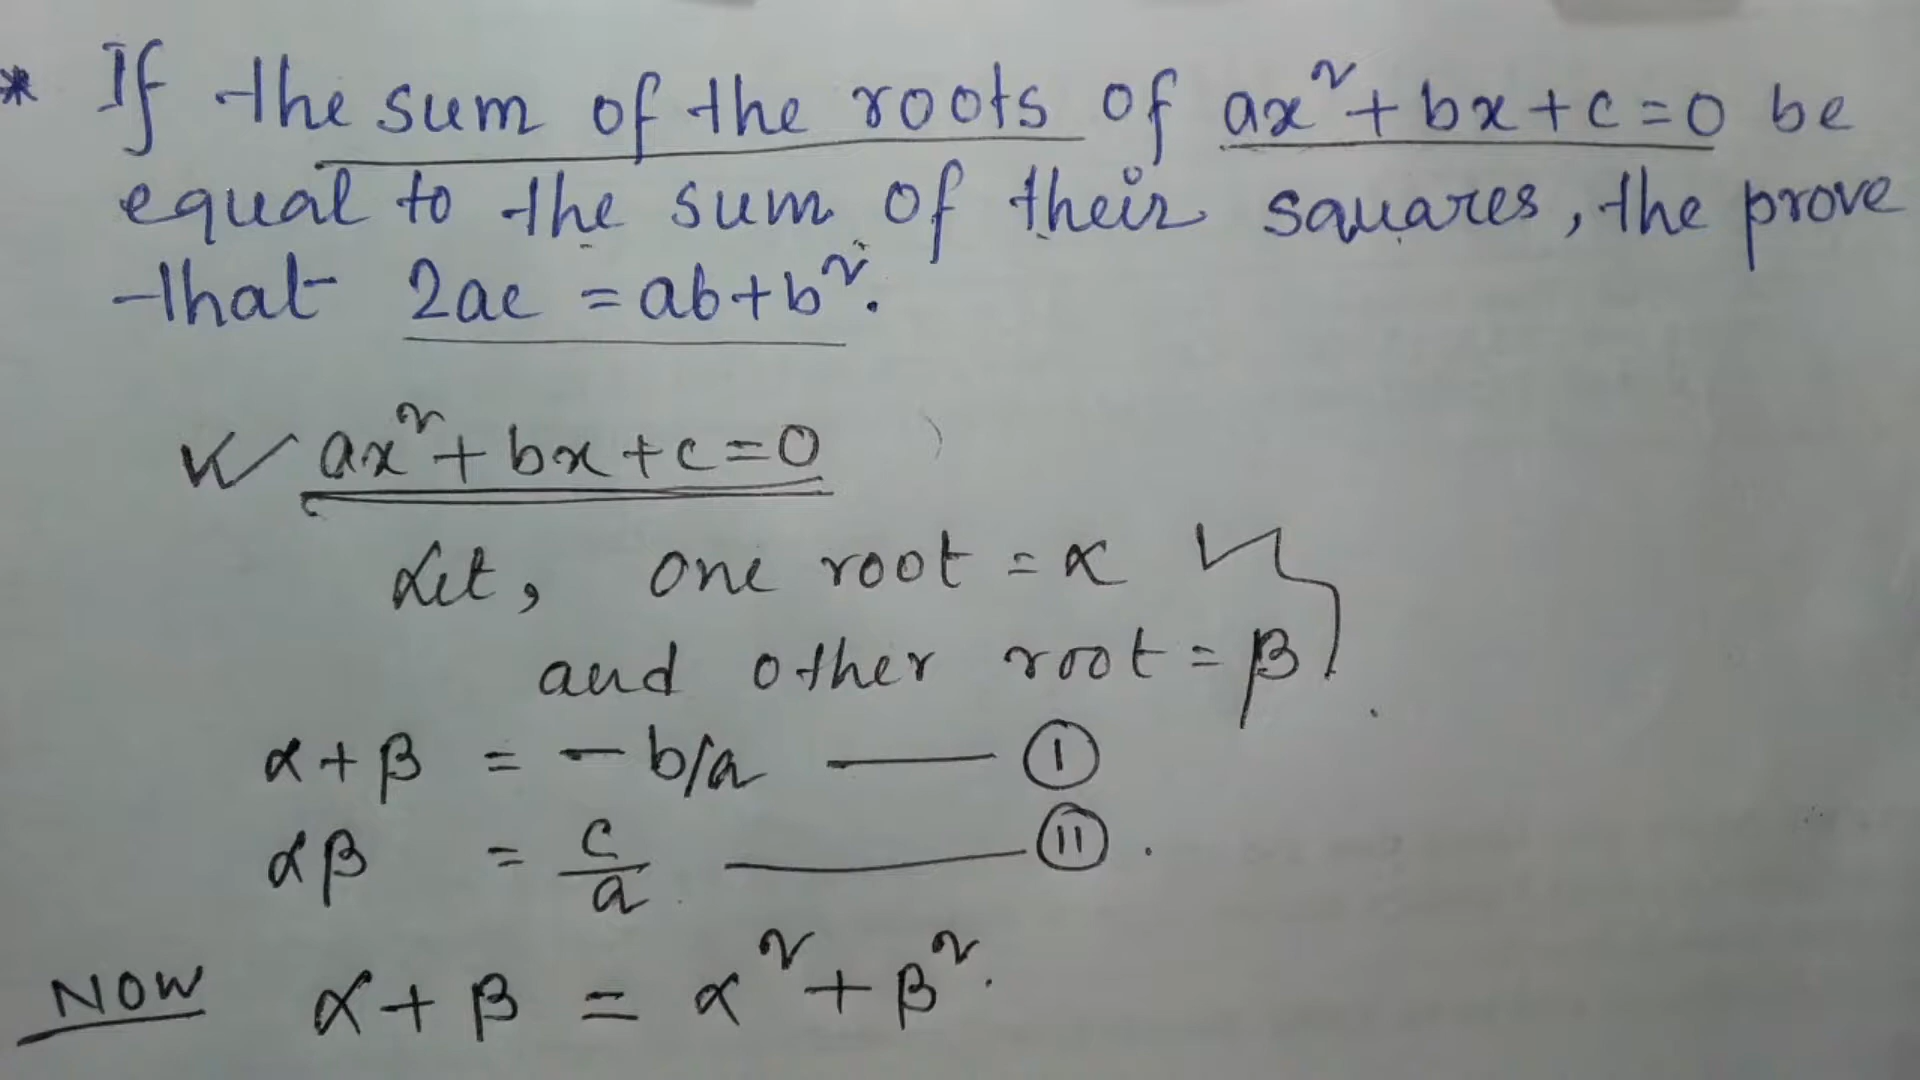 * If the sum of the roots of ax²+bx+c=0 be
equal to the sum of their squares, the prove
that 2ac = ab+b².
ax²+bx+c=0
Let, one root = α
and other root = β
α+β = -b/a —— (I)
αβ = c/a —— (II).
NOW α+β = α²+β².